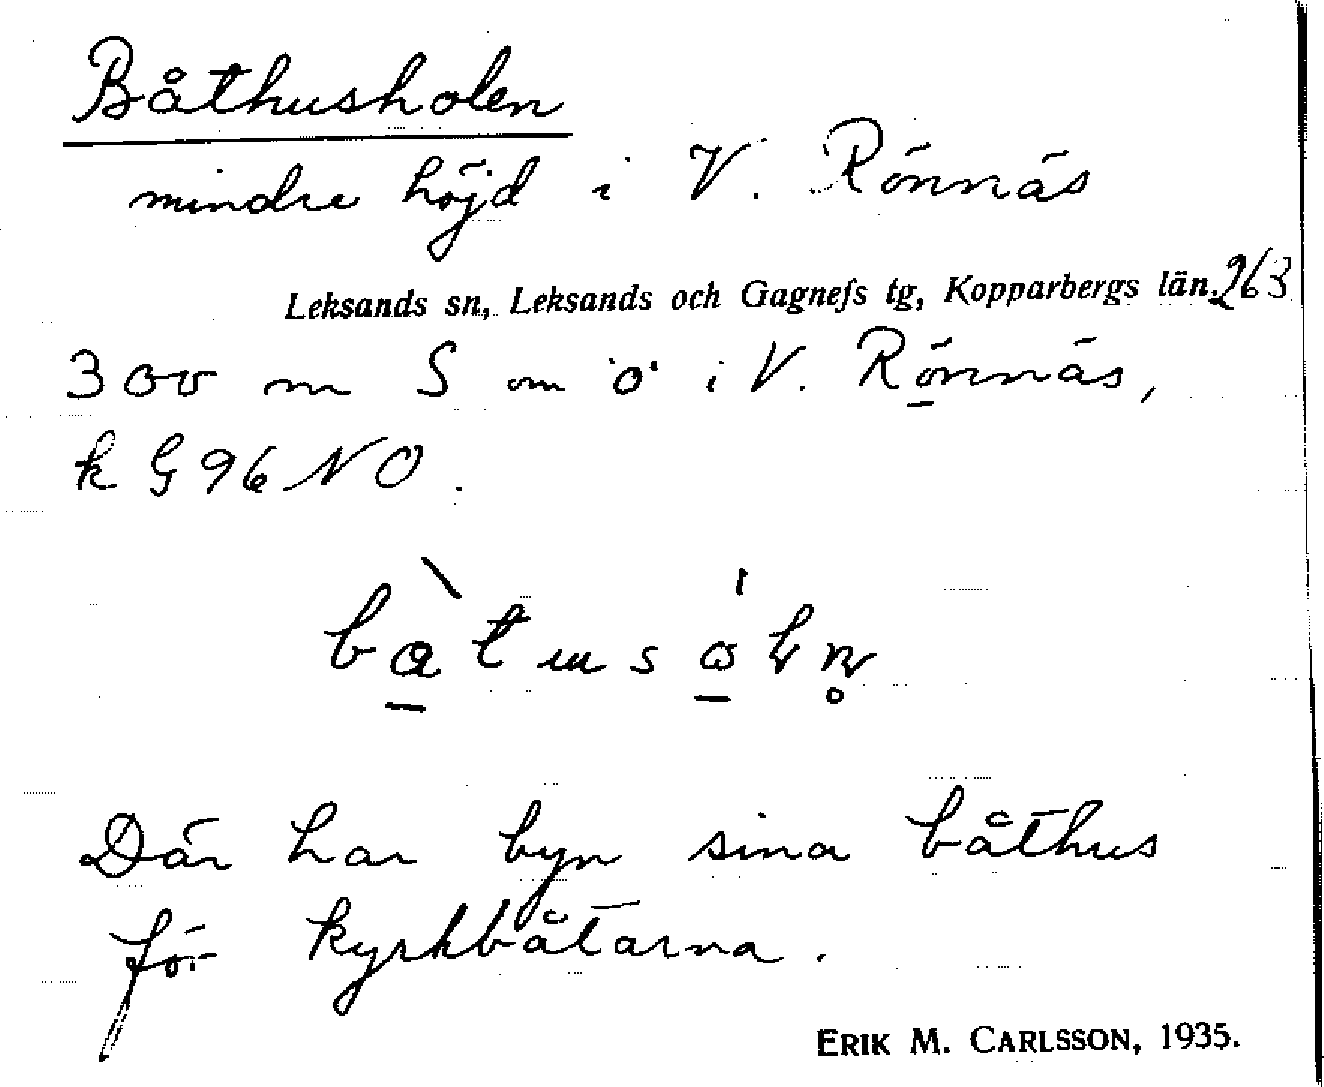 Båthusholen
mindre höjd i V. Rönnäs
Leksands sn, Leksands och Gagnefs tg, Kopparbergs län. 263
300 m S om ö i V. Rönnäs,
k G 96 NO.
Där har byn sina båthus
för kyrkbåtarna.
ERIK M. CARLSSON, 1935.